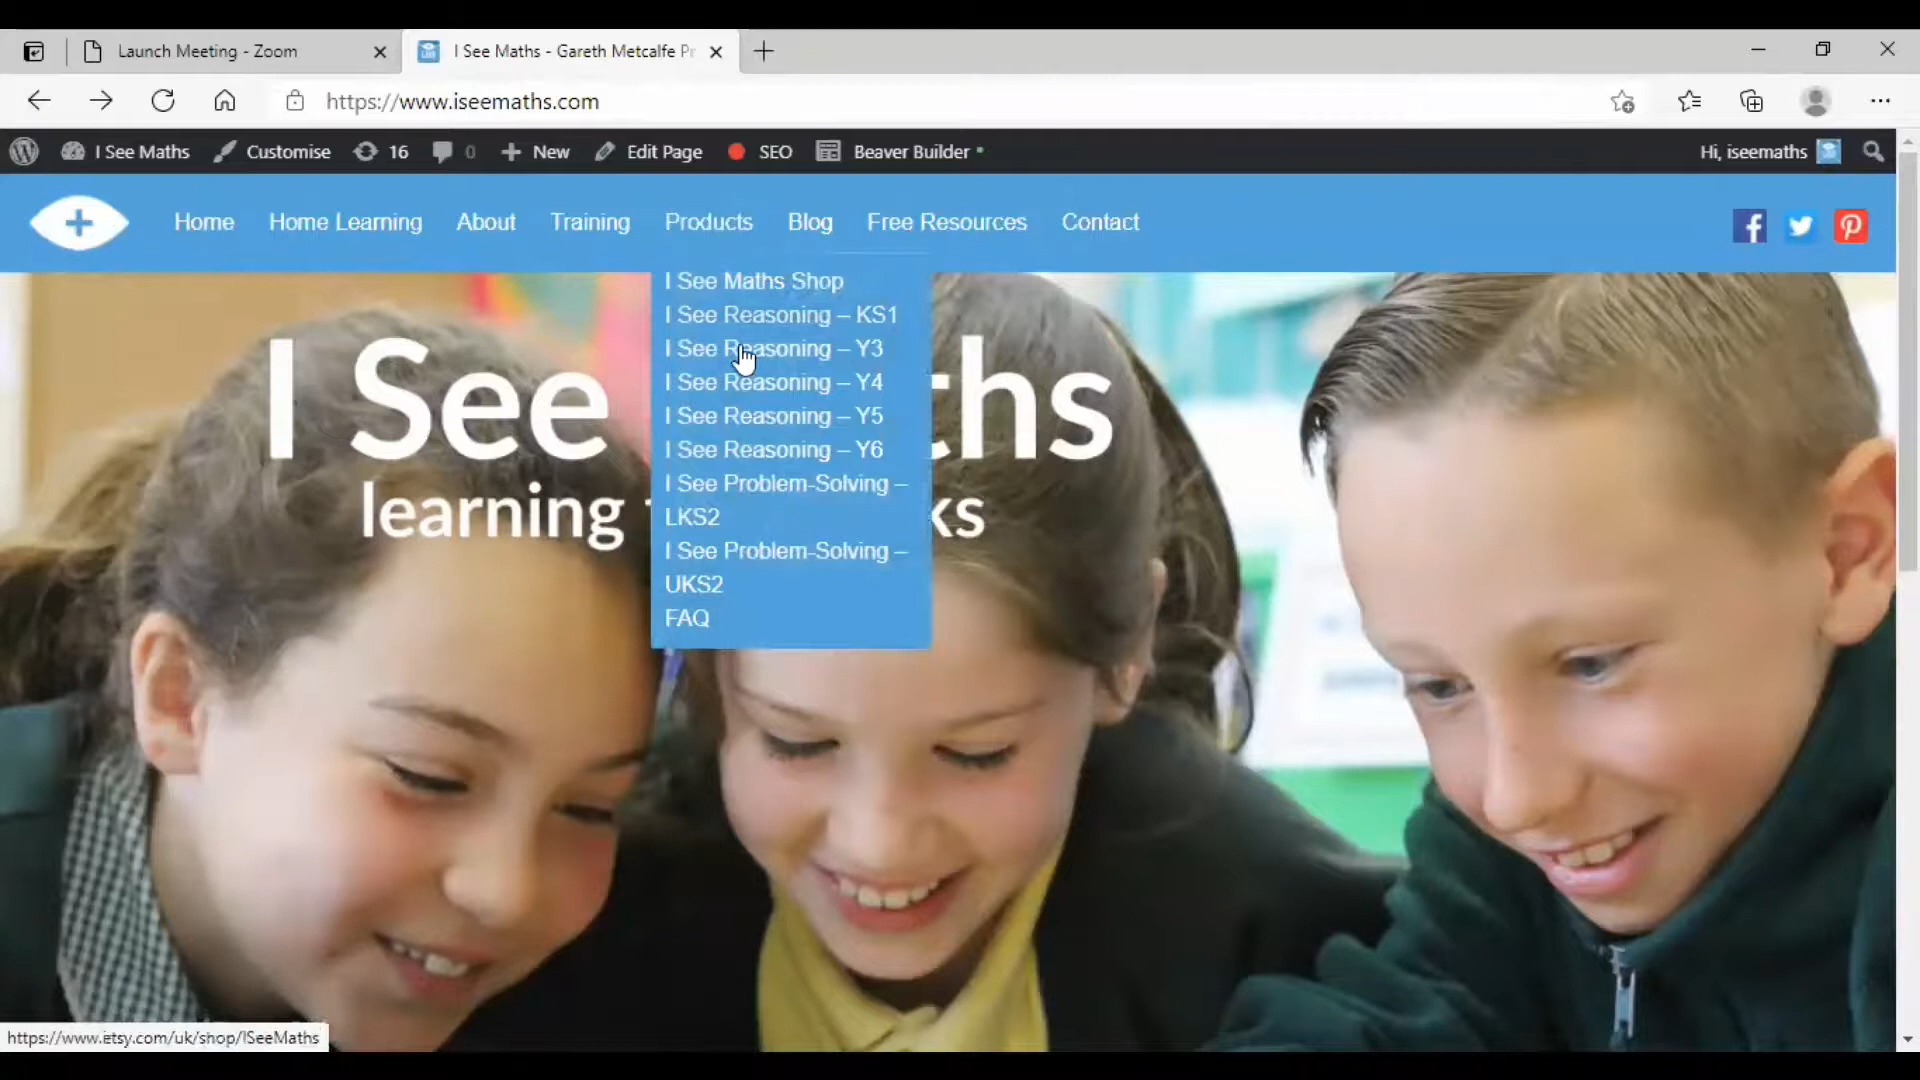 Launch Meeting - Zoom
I See Maths - Gareth Metcalfe Pr
https://www.iseemaths.com
I See Maths Customise 16 0 New Edit Page SEO Beaver Builder Hi, iseemaths
Home Home Learning About Training Products Blog Free Resources Contact
I See Maths Shop
I See Reasoning – KS1
I See Reasoning – Y3
I See Reasoning – Y4
I See Reasoning – Y5
I See Reasoning – Y6
I See Problem-Solving –
LKS2
I See Problem-Solving –
UKS2
FAQ
I See ths
learning ks
https://www.etsy.com/uk/shop/ISeeMaths